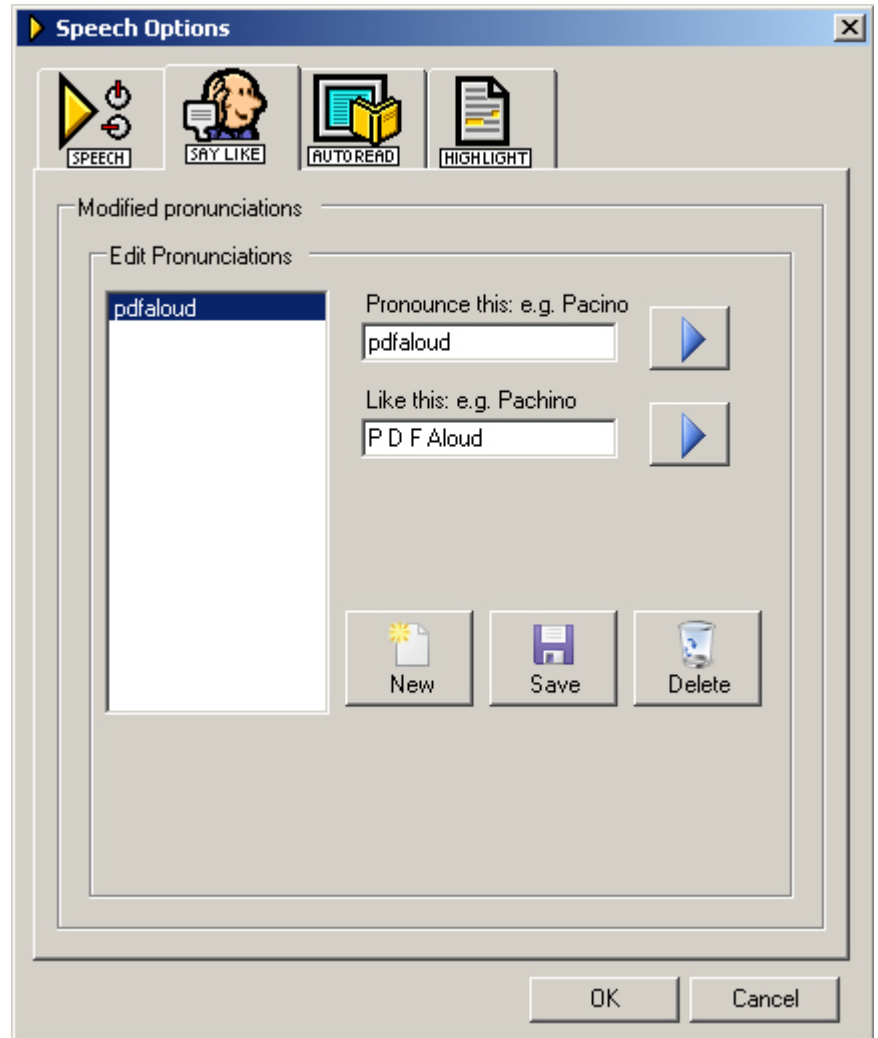 Speech Options
SPEECH
SAY LIKE
AUTOREAD
HIGHLIGHT
Modified pronunciations
Edit Pronunciations
pdfaloud
Pronounce this: e.g. Pacino
pdfaloud
Like this: e.g. Pachino
P D F Aloud
New
Save
Delete
OK
Cancel